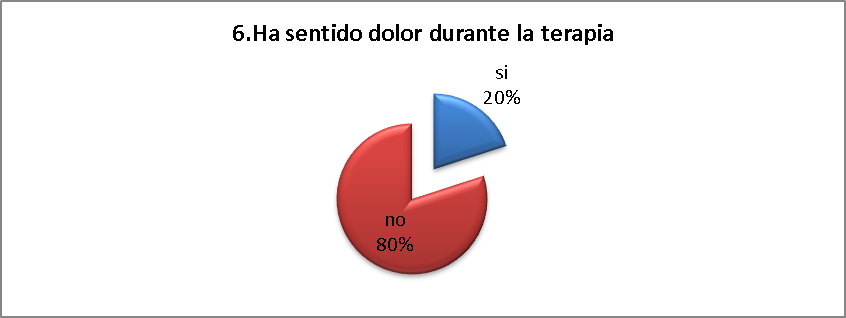 6.Ha sentido dolor durante la terapia
si
20%
no
80%